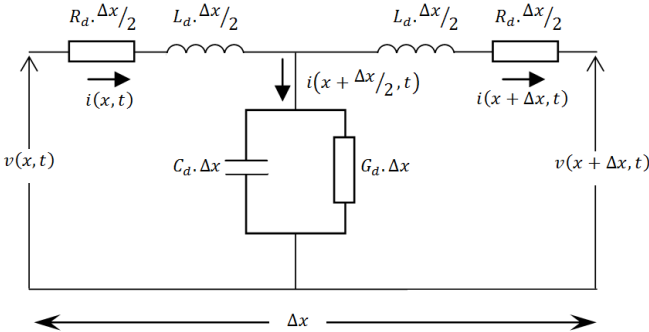 R_d.Δx/2 L_d.Δx/2 L_d.Δx/2 R_d.Δx/2
i(x,t) i(x + Δx/2,t) i(x + Δx,t)
v(x,t) C_d.Δx G_d.Δx v(x + Δx,t)
Δx